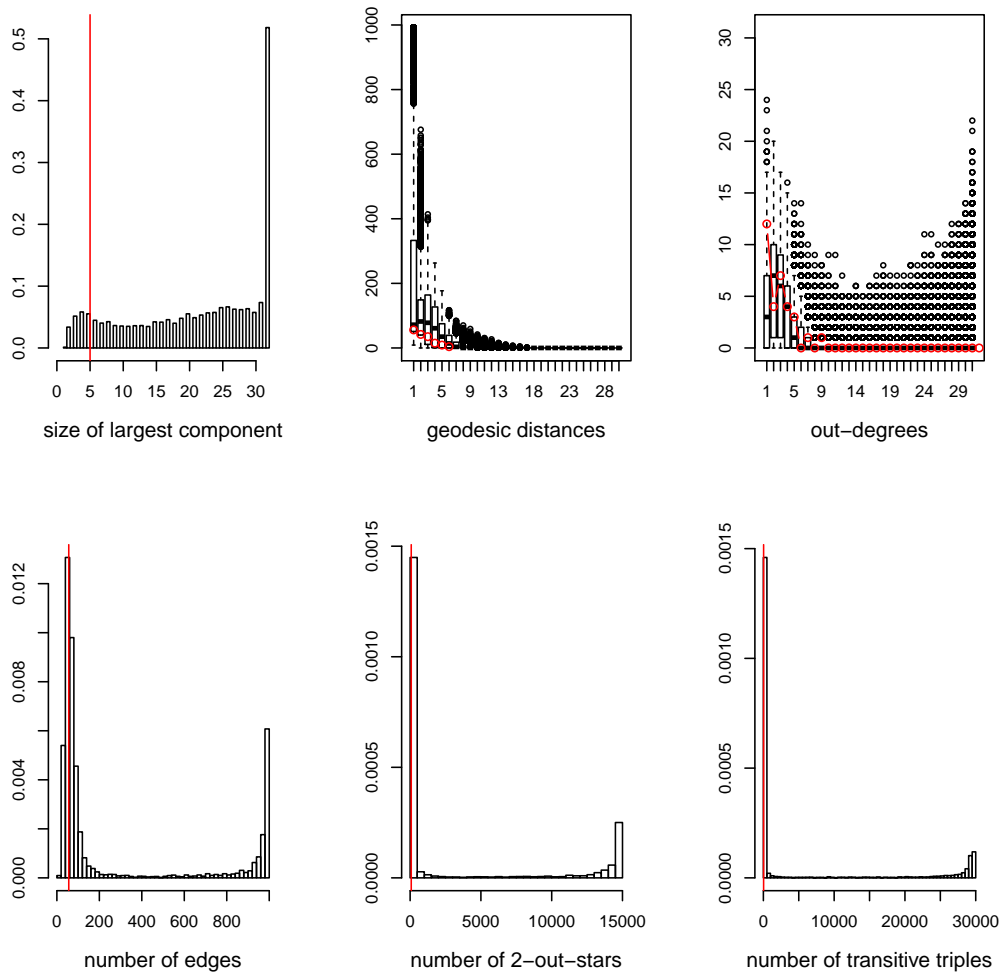 0.0 0.1 0.2 0.3 0.4 0.5
0 5 10 15 20 25 30
size of largest component
0 200 400 600 800 1000
1 5 9 13 18 23 28
geodesic distances
0 5 10 15 20 25 30
1 5 9 14 19 24 29
out−degrees
0.000 0.004 0.008 0.012
0 200 400 600 800
number of edges
0.0000 0.0005 0.0010 0.0015
0 5000 10000 15000
number of 2−out−stars
0.0000 0.0005 0.0010 0.0015
0 10000 20000 30000
number of transitive triples